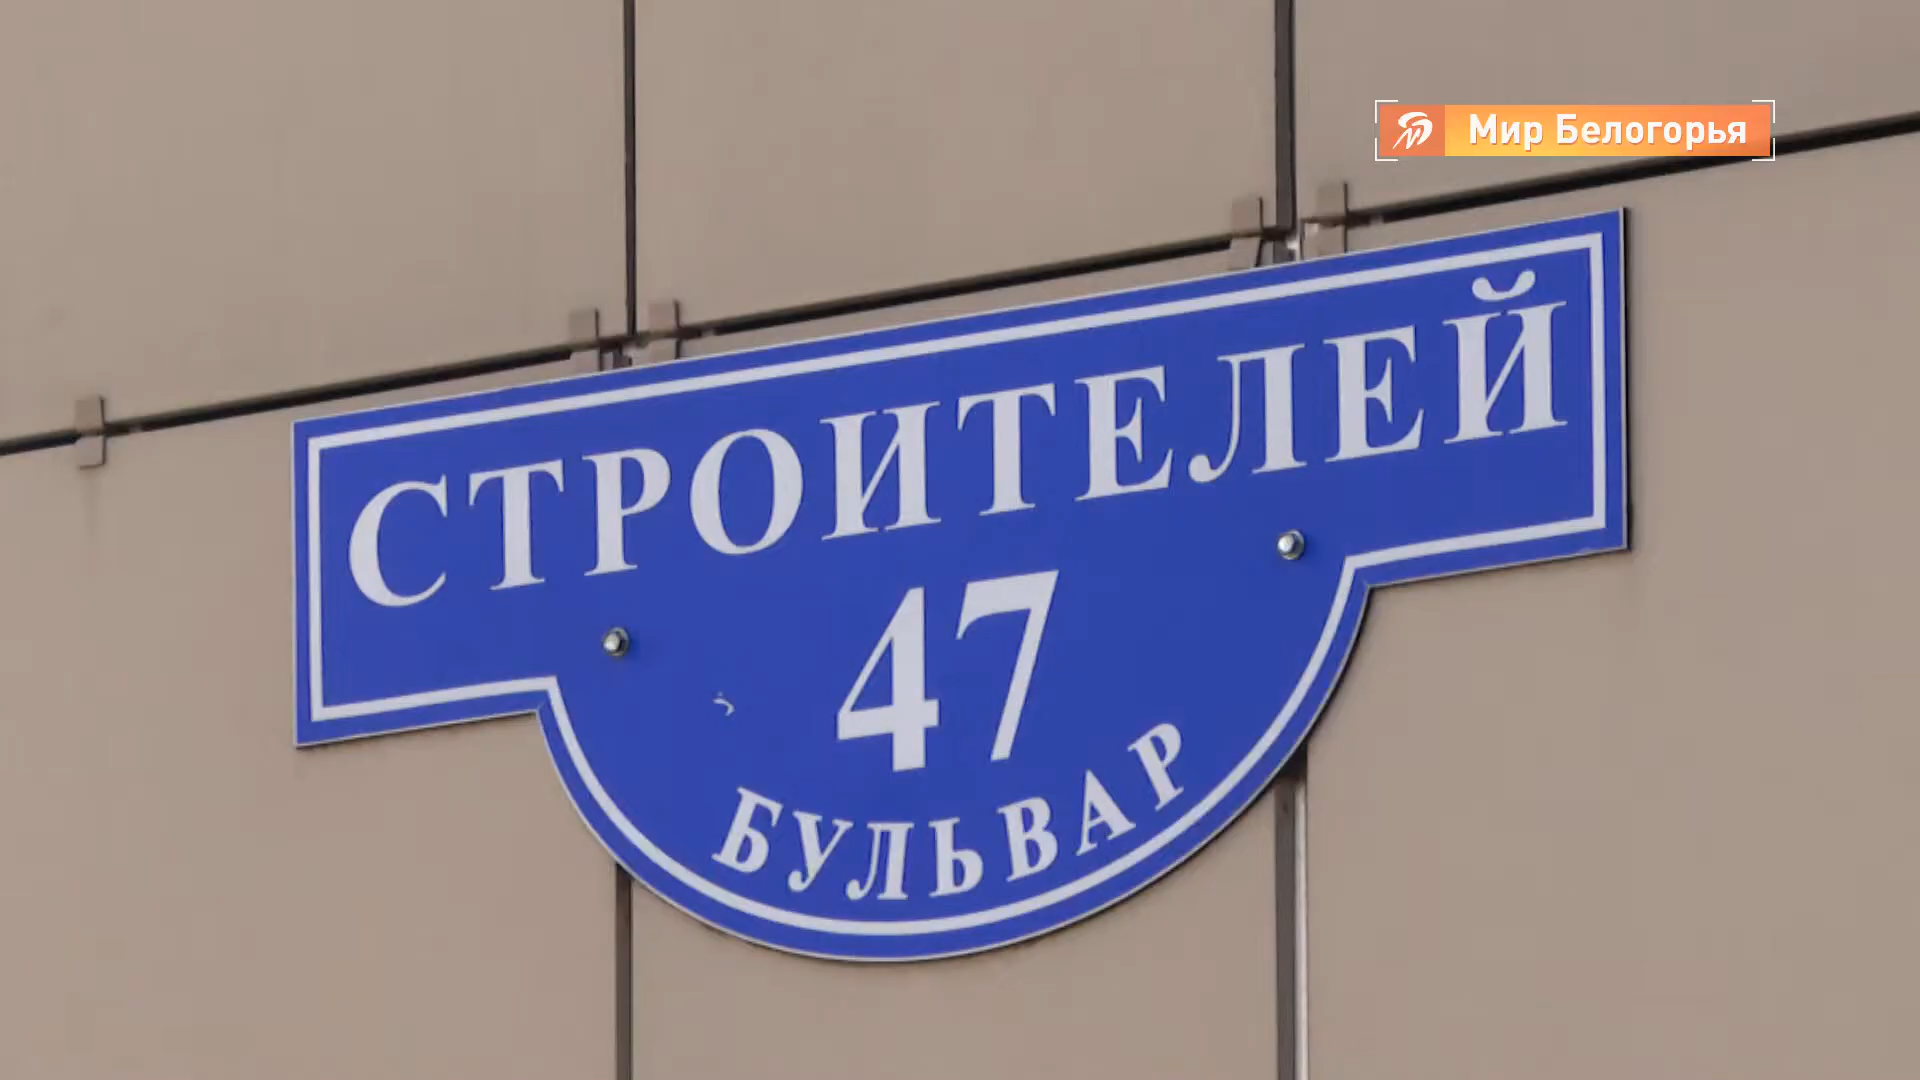 Мир Белогорья
СТРОИТЕЛЕЙ
47
БУЛЬВАР